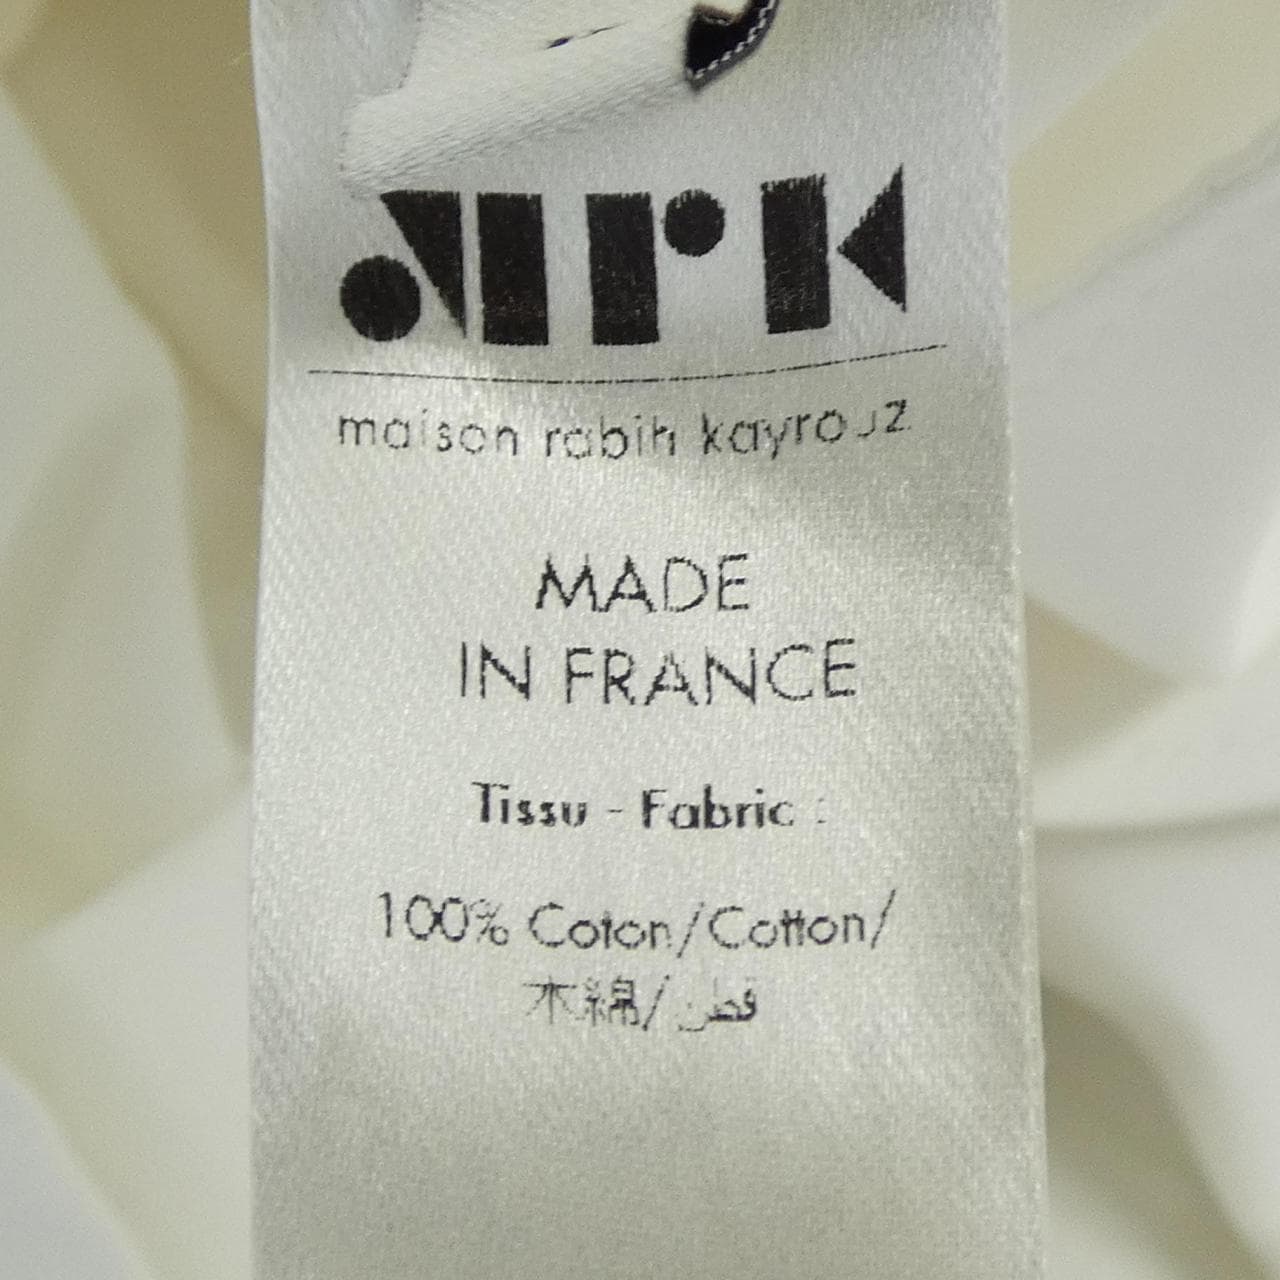 mrk
maison rabih kayrouz
MADE
IN FRANCE
Tissu - Fabric :
100% Coton/Cotton/
木綿/ قطن